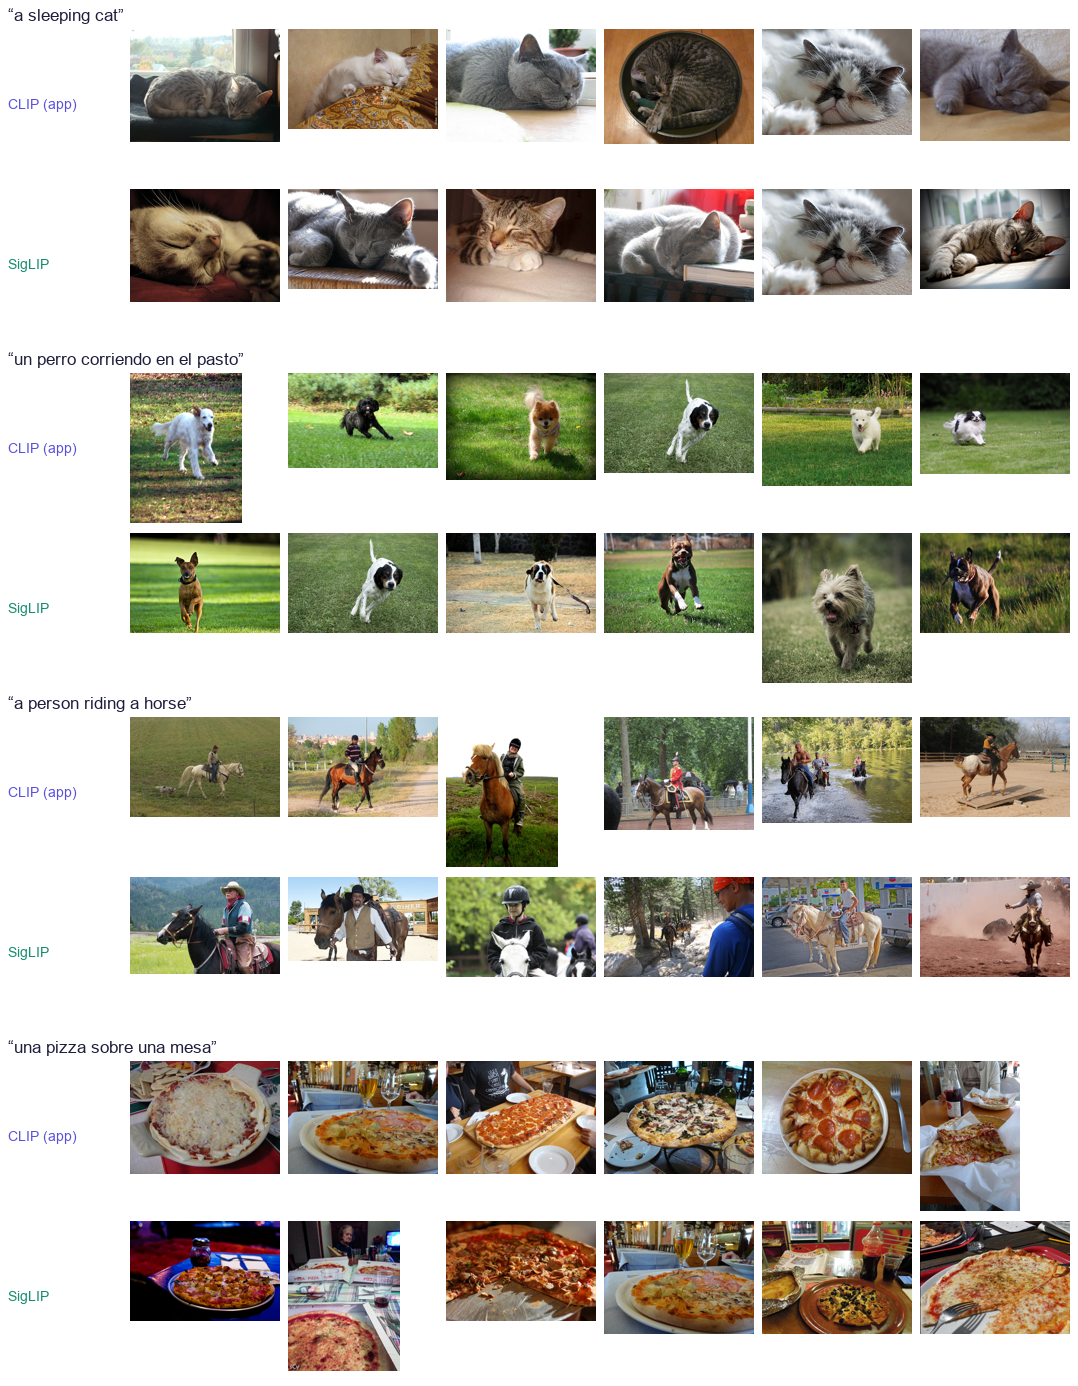 “a sleeping cat”
CLIP (app)
SigLIP
“un perro corriendo en el pasto”
CLIP (app)
SigLIP
“a person riding a horse”
CLIP (app)
SigLIP
“una pizza sobre una mesa”
CLIP (app)
SigLIP